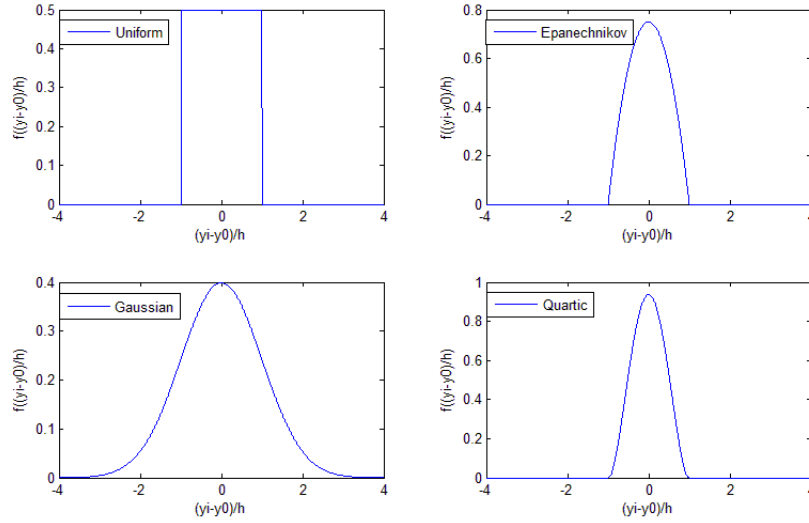 Uniform
0.5
0.4
0.3
0.2
0.1
0
-4 -2 0 2 4
(yi-y0)/h
f((yi-y0)/h)
Epanechnikov
0.8
0.6
0.4
0.2
0
-4 -2 0 2 4
(yi-y0)/h
f((yi-y0)/h)
Gaussian
0.4
0.3
0.2
0.1
0
-4 -2 0 2 4
(yi-y0)/h
f((yi-y0)/h)
Quartic
1
0.8
0.6
0.4
0.2
0
-4 -2 0 2 4
(yi-y0)/h
f((yi-y0)/h)